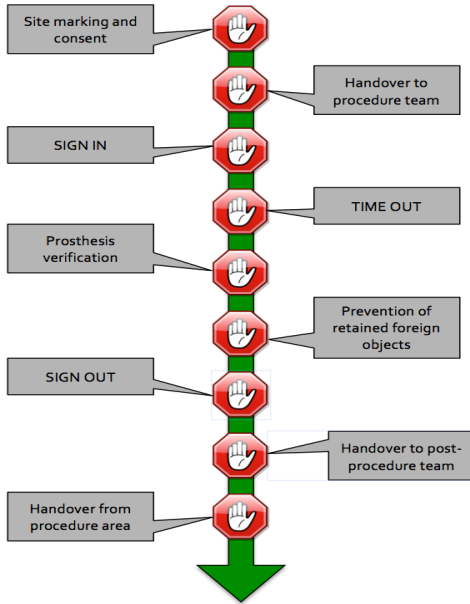 Site marking and
consent
Handover to
procedure team
SIGN IN
TIME OUT
Prosthesis
verification
Prevention of
retained foreign
objects
SIGN OUT
Handover to post-
procedure team
Handover from
procedure area